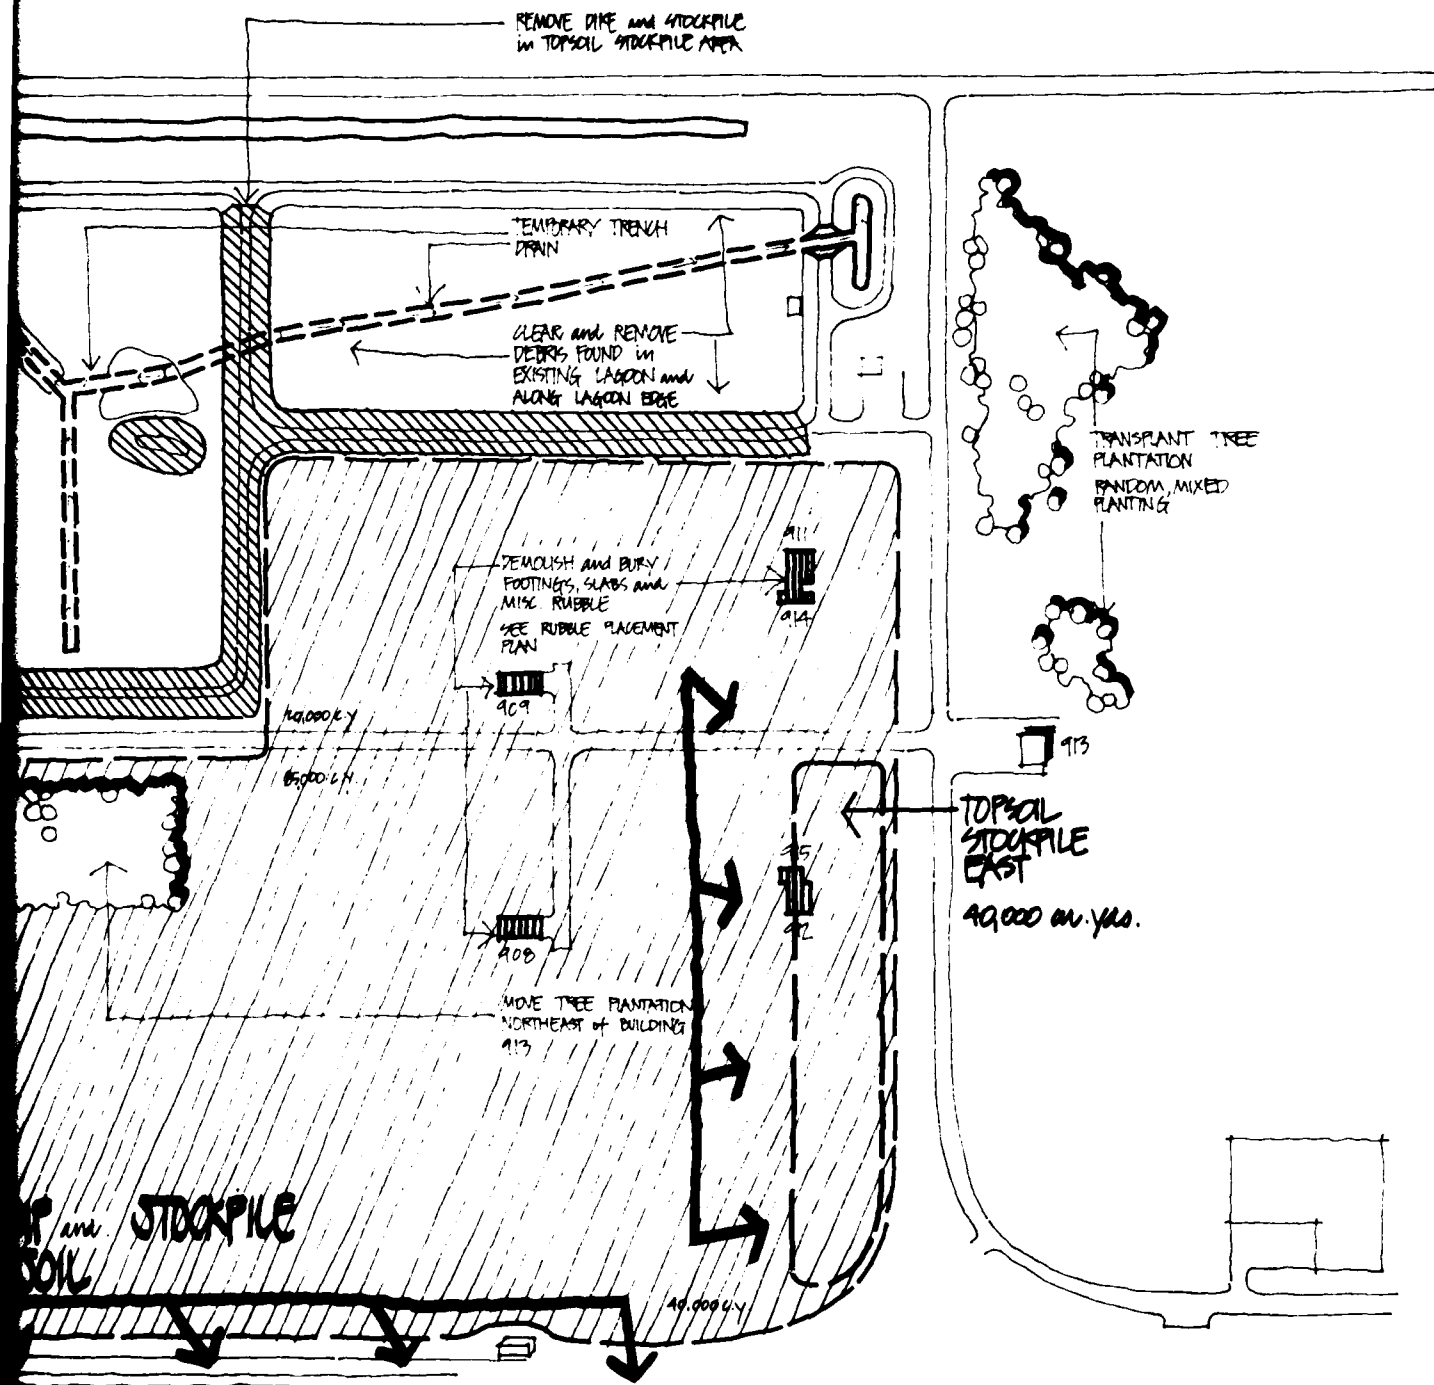 REMOVE DIKE and STOCKPILE
in TOPSOIL STOCKPILE AREA
TEMPORARY TRENCH
DRAIN
CLEAR and REMOVE
DEBRIS FOUND in
EXISTING LAGOON and
ALONG LAGOON EDGE
TRANSPLANT TREE
PLANTATION
RANDOM, MIXED
PLANTING
911
914
DEMOLISH and BURY
FOOTINGS, SLABS and
MISC. RUBBLE
SEE RUBBLE PLACEMENT
PLAN
909
913
TOPSOIL
STOCKPILE
EAST
40,000 cu. yds.
915
912
908
MOVE TREE PLANTATION
NORTHEAST of BUILDING
913
and STOCKPILE
40,000 C.Y.